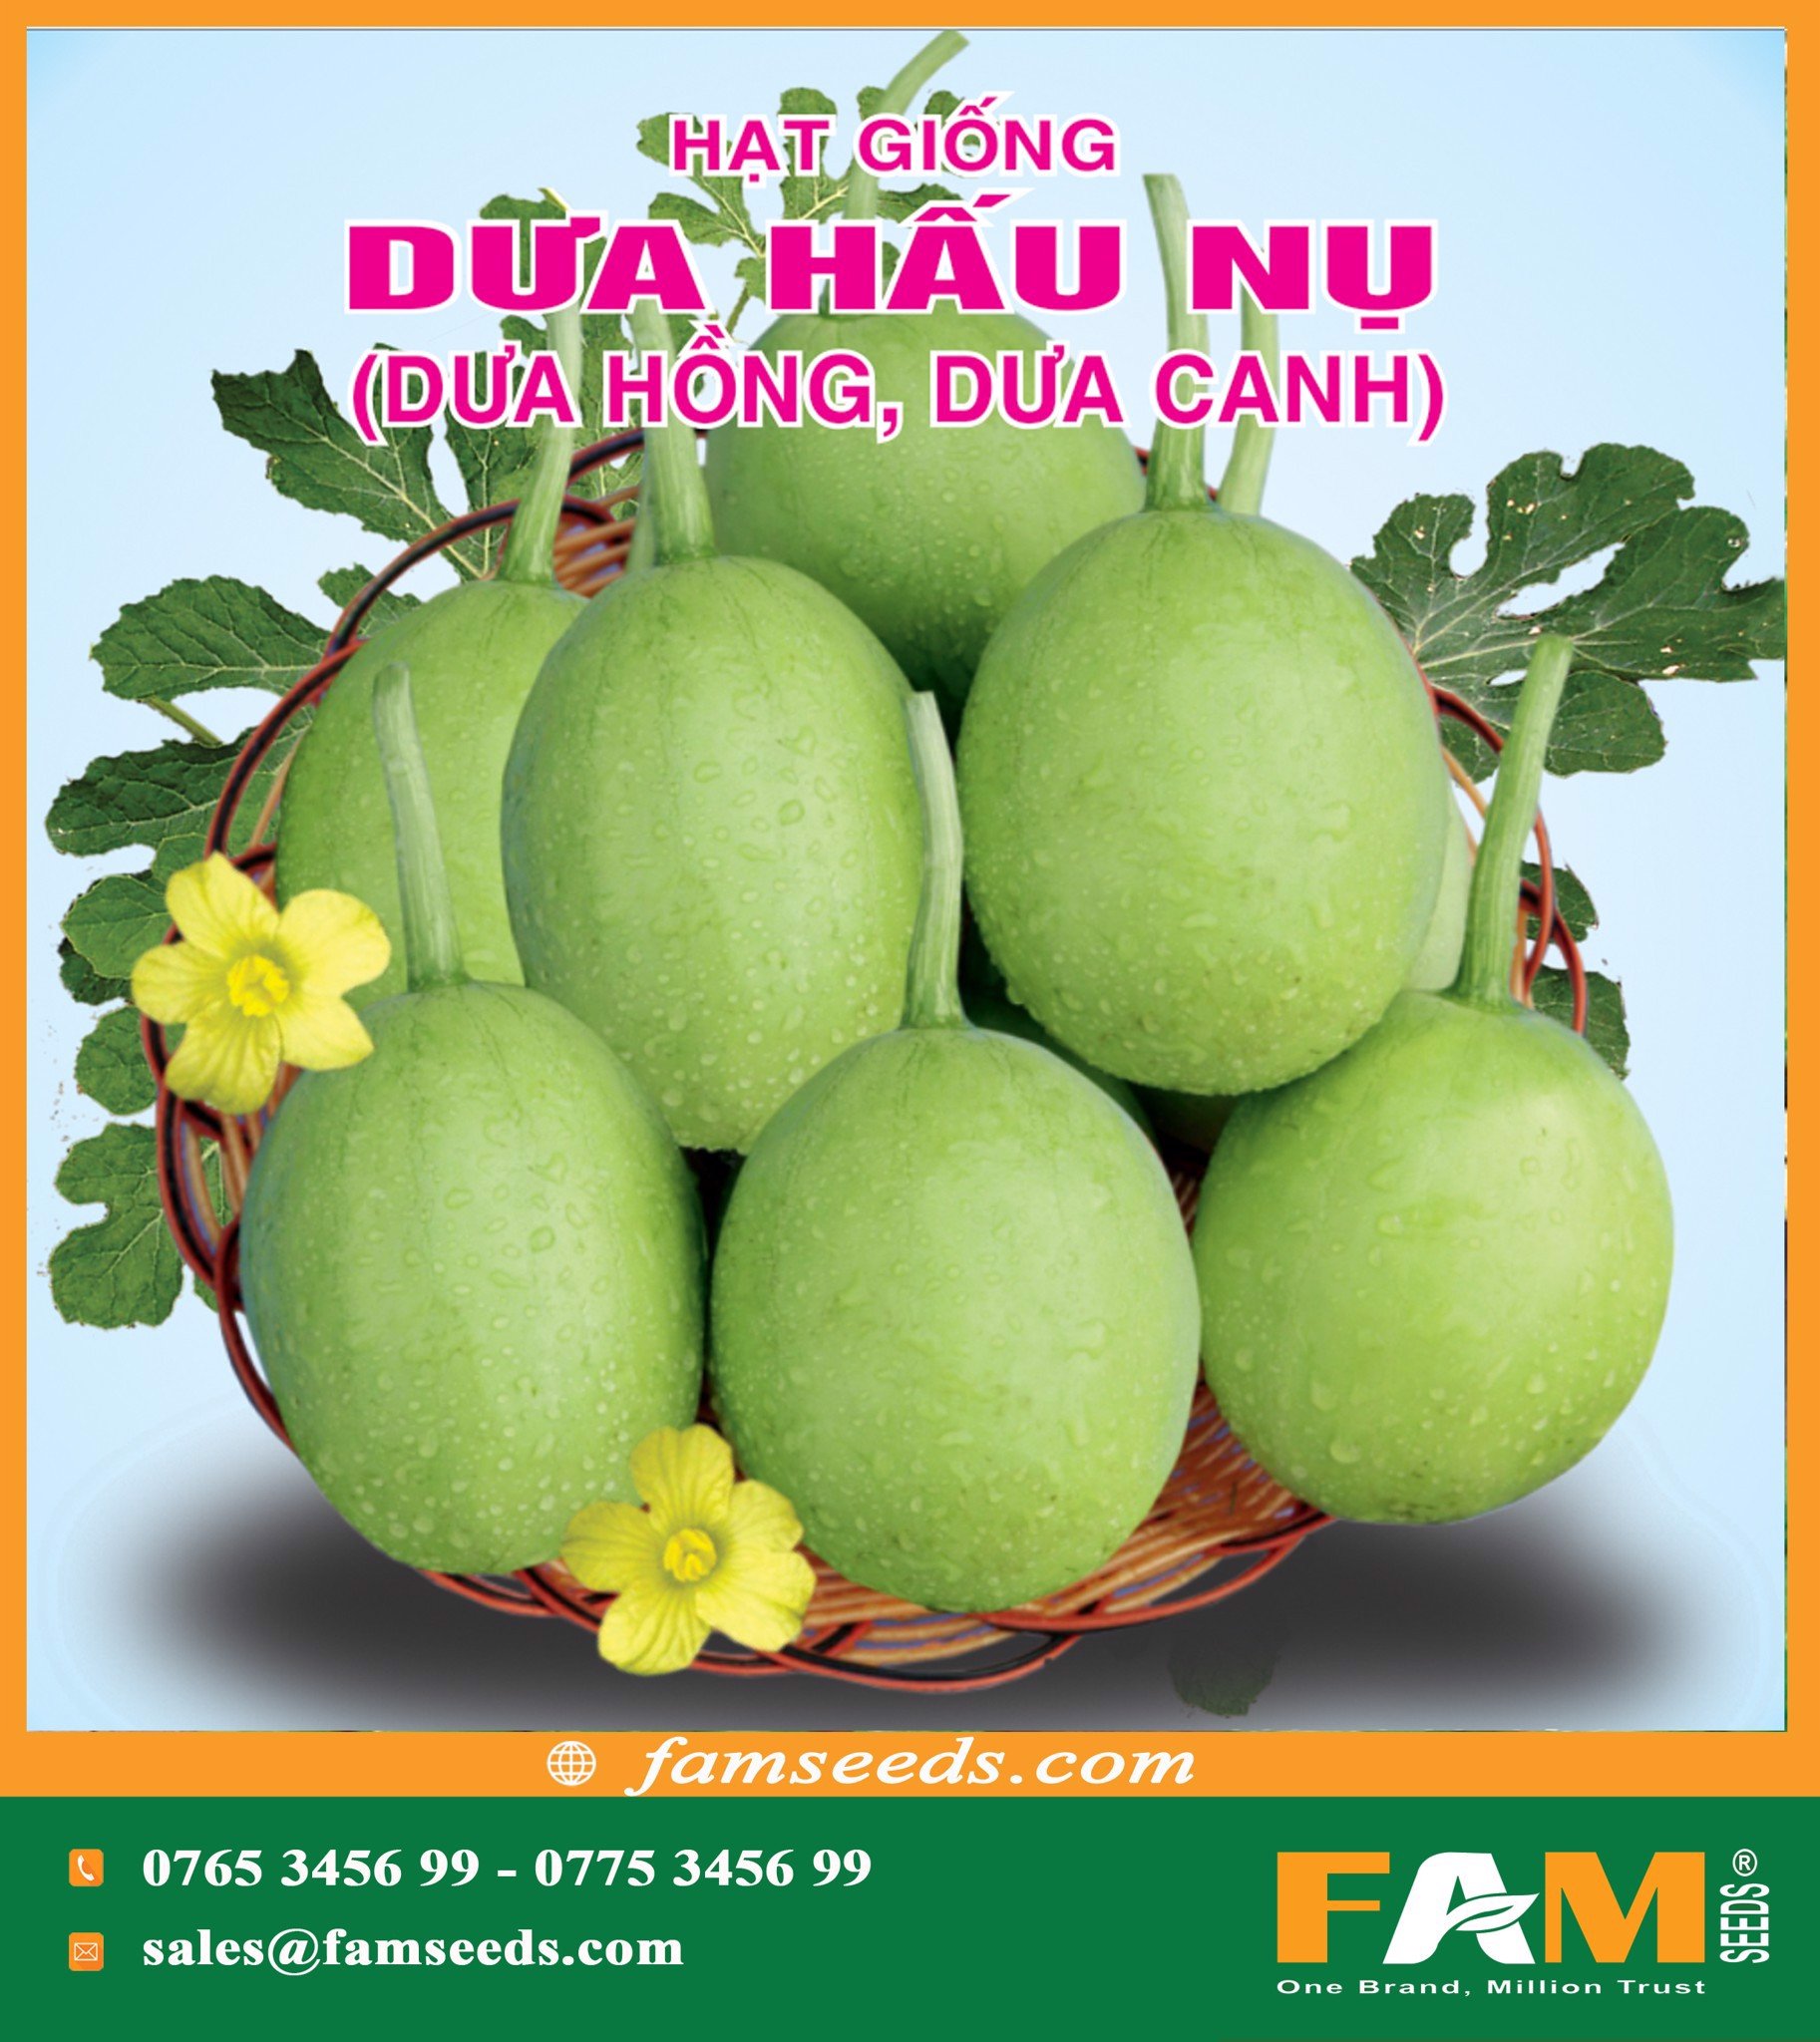 HẠT GIỐNG
DƯA HẤU NỤ
(DƯA HỒNG, DƯA CANH)
famseeds.com
0765 3456 99 - 0775 3456 99
sales@famseeds.com
FAM SEEDS®
One Brand, Million Trust